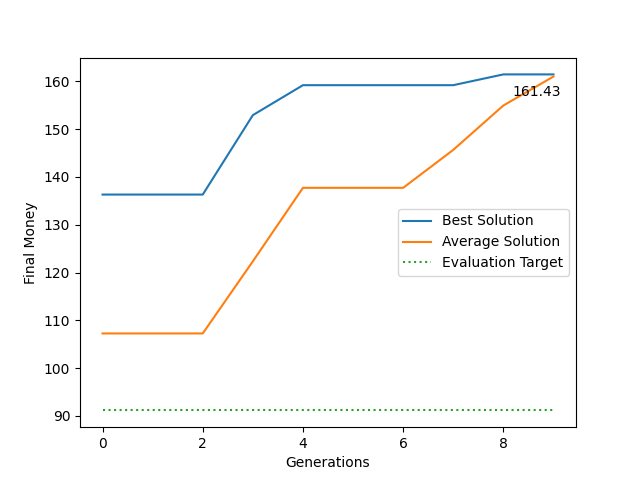 160
150
140
130
120
110
100
90
Final Money
161.43
Best Solution
Average Solution
Evaluation Target
0 2 4 6 8
Generations